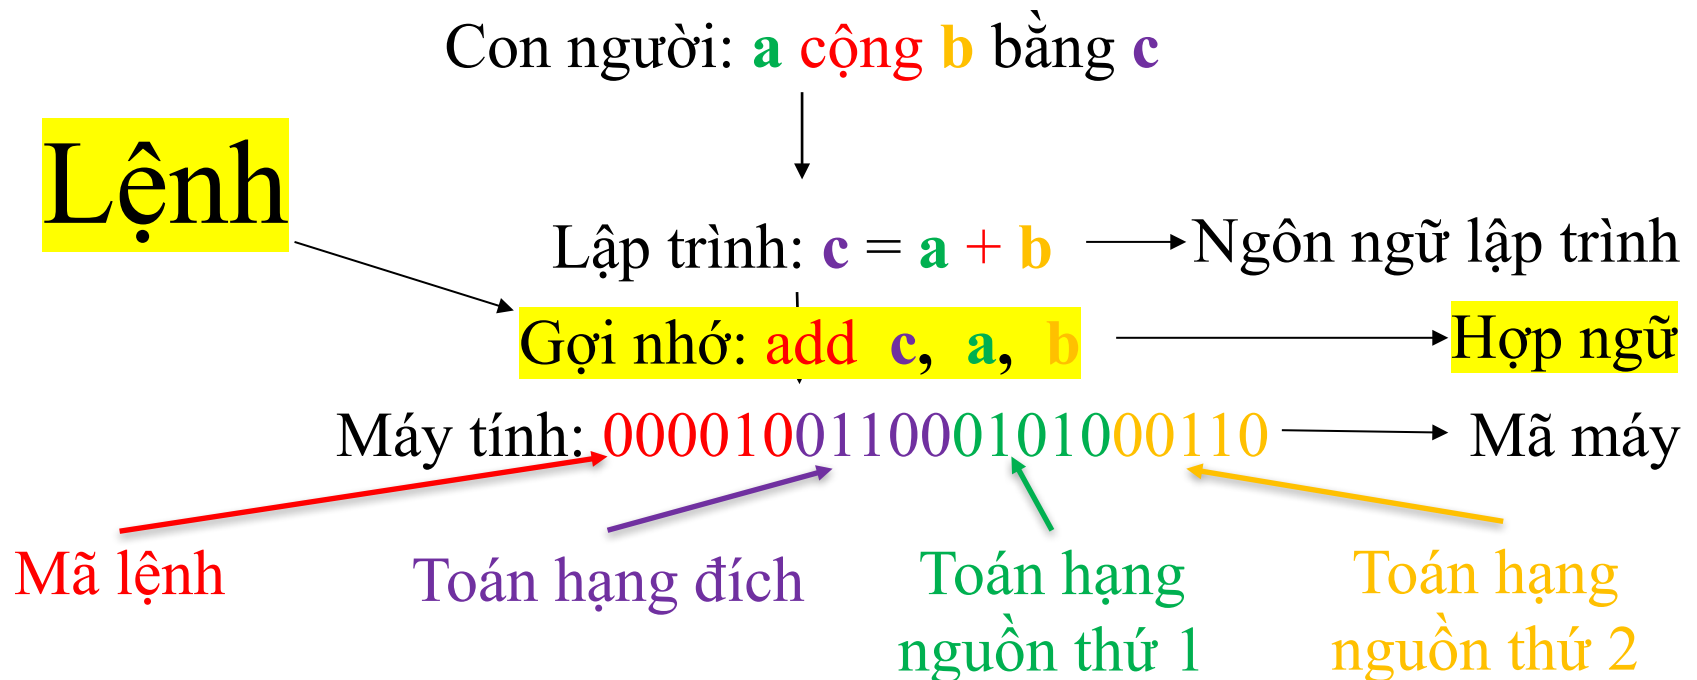 Con người: a cộng b bằng c
Lệnh
Lập trình: c = a + b
Ngôn ngữ lập trình
Gợi nhớ: add c, a, b
Hợp ngữ
Máy tính: 000010011000101000110
Mã máy
Mã lệnh
Toán hạng đích
Toán hạng
nguồn thứ 1
Toán hạng
nguồn thứ 2